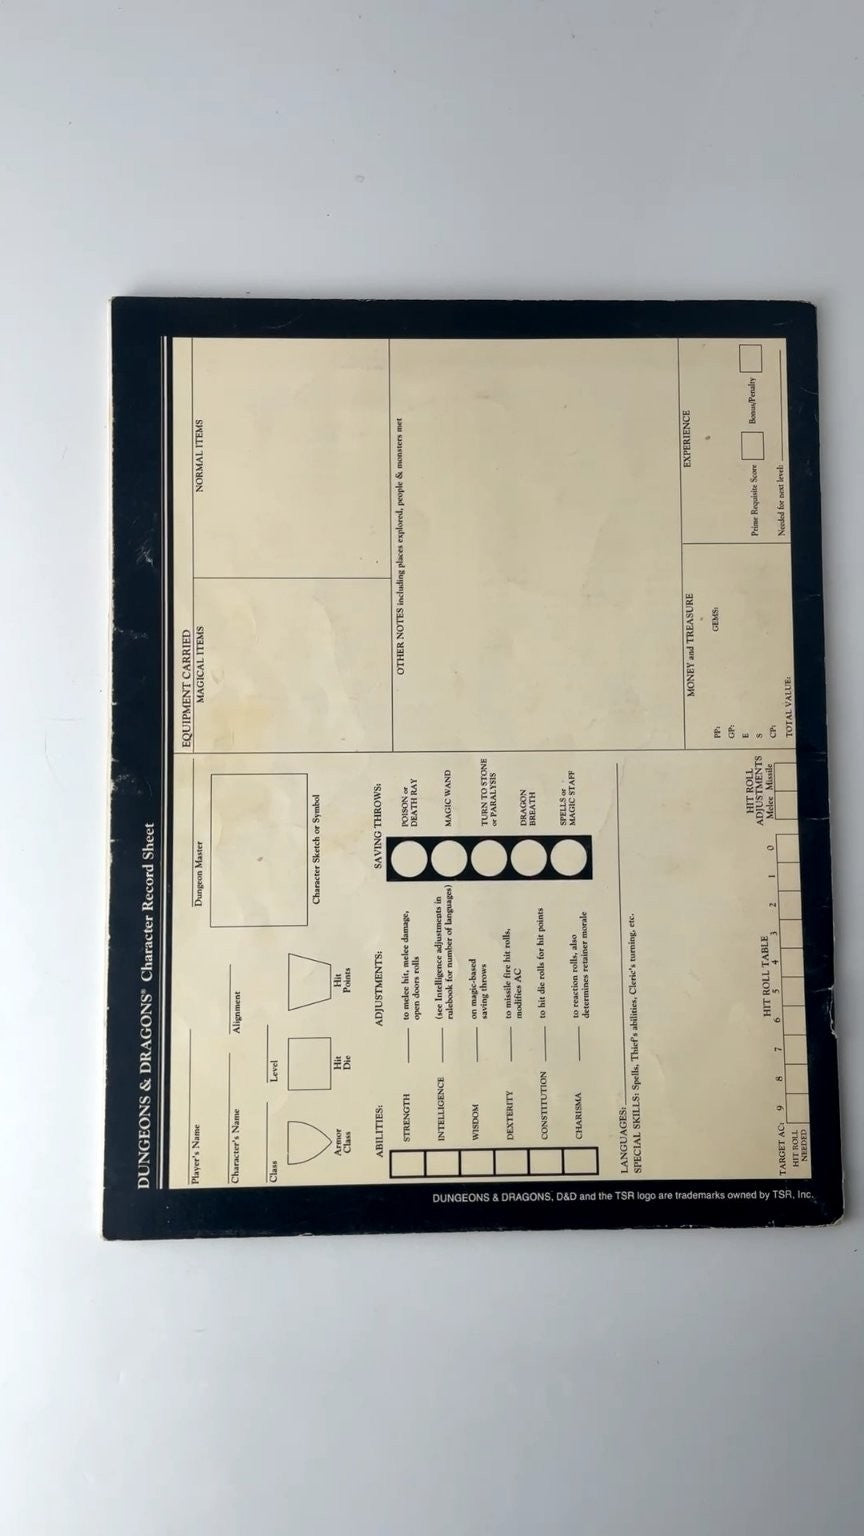 DUNGEONS & DRAGONS® Character Record Sheet
Player's Name
Dungeon Master
Character's Name
Alignment
Class
Level
Armor
Class
Hit
Die
Hit
Points
Character Sketch or Symbol
ABILITIES:
ADJUSTMENTS:
SAVING THROWS:
STRENGTH
to melee hit, melee damage,
open doors rolls
POISON or
DEATH RAY
INTELLIGENCE
(see Intelligence adjustments in
rulebook for number of languages)
MAGIC WAND
WISDOM
on magic-based
saving throws
TURN TO STONE
or PARALYSIS
DEXTERITY
to missile fire hit rolls,
modifies AC
DRAGON
BREATH
CONSTITUTION
to hit die rolls for hit points
CHARISMA
to reaction rolls, also
determines retainer morale
SPELLS or
MAGIC STAFF
LANGUAGES:
SPECIAL SKILLS: Spells, Thief's abilities, Cleric's turning, etc.
HIT ROLL TABLE
HIT ROLL
ADJUSTMENTS
TARGET AC: 9 8 7 6 5 4 3 2 1 0 Melee Missile
HIT ROLL
NEEDED
EQUIPMENT CARRIED
MAGICAL ITEMS
NORMAL ITEMS
OTHER NOTES including places explored, people & monsters met
MONEY and TREASURE
PP:
GEMS:
GP:
E
S
CP:
TOTAL VALUE:
EXPERIENCE
Prime Requisite Score
Bonus/Penalty
Needed for next level:
DUNGEONS & DRAGONS, D&D and the TSR logo are trademarks owned by TSR, Inc.